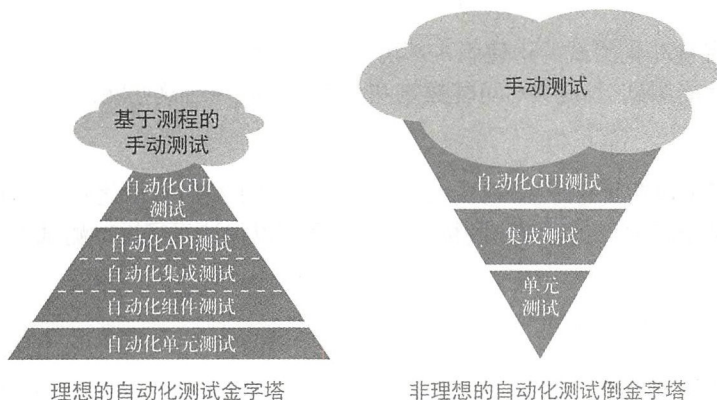 基于测程的
手动测试
自动化GUI
测试
自动化API测试
自动化集成测试
自动化组件测试
自动化单元测试
理想的自动化测试金字塔
手动测试
自动化GUI测试
集成测试
单元
测试
非理想的自动化测试倒金字塔